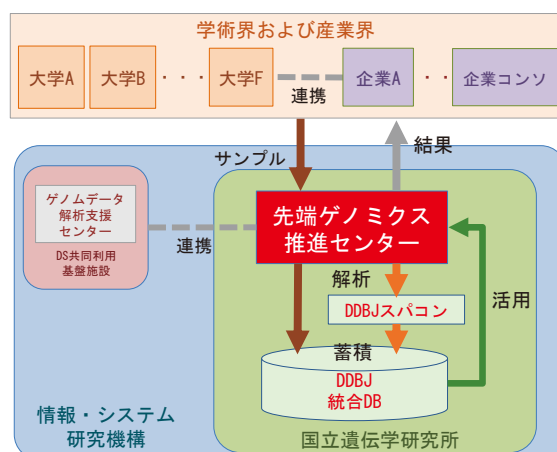 学術界および産業界
大学A 大学B ・・・ 大学F 企業A ・・ 企業コンソ
連携
サンプル 結果
ゲノムデータ
解析支援
センター
DS共同利用
基盤施設
連携
先端ゲノミクス
推進センター
解析
DDBJスパコン
活用
蓄積
DDBJ
統合DB
情報・システム
研究機構
国立遺伝学研究所